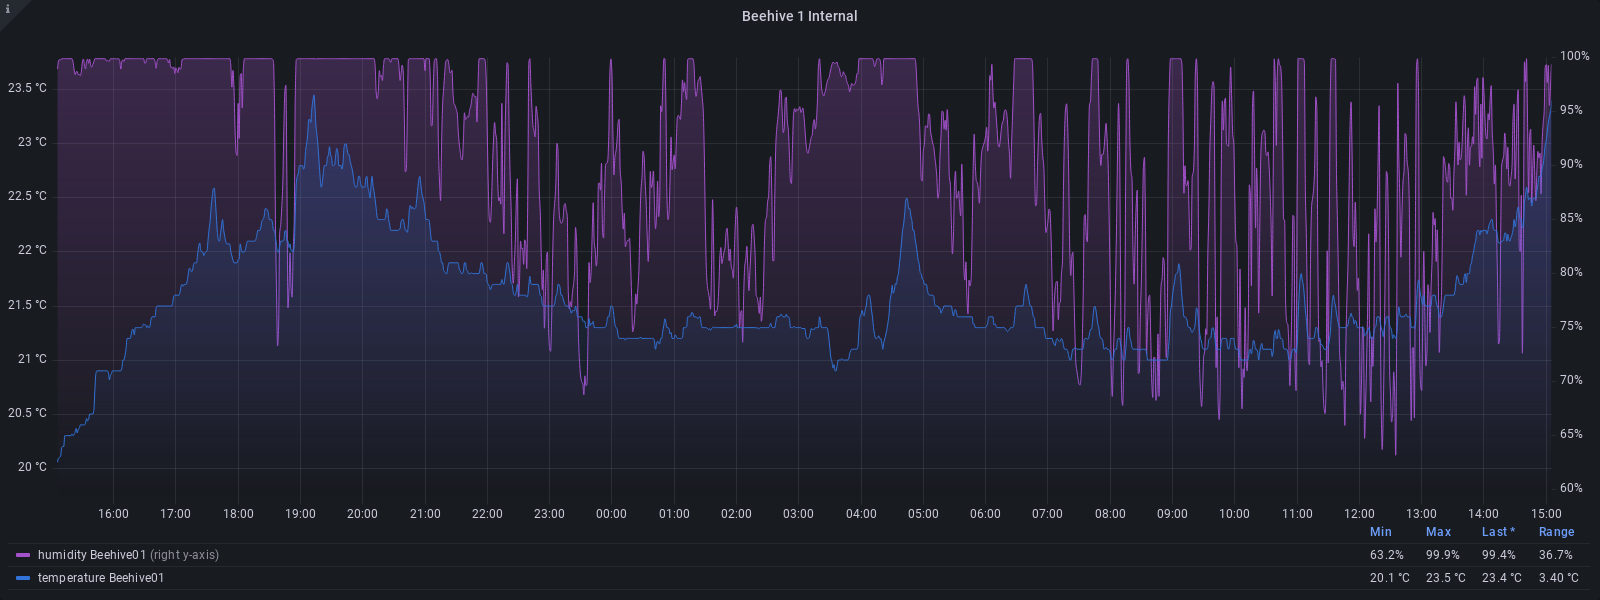 i
Beehive 1 Internal
23.5 °C
23 °C
22.5 °C
22 °C
21.5 °C
21 °C
20.5 °C
20 °C
100%
95%
90%
85%
80%
75%
70%
65%
60%
16:00 17:00 18:00 19:00 20:00 21:00 22:00 23:00 00:00 01:00 02:00 03:00 04:00 05:00 06:00 07:00 08:00 09:00 10:00 11:00 12:00 13:00 14:00 15:00
Min Max Last * Range
humidity Beehive01 (right y-axis) 63.2% 99.9% 99.4% 36.7%
temperature Beehive01 20.1 °C 23.5 °C 23.4 °C 3.40 °C